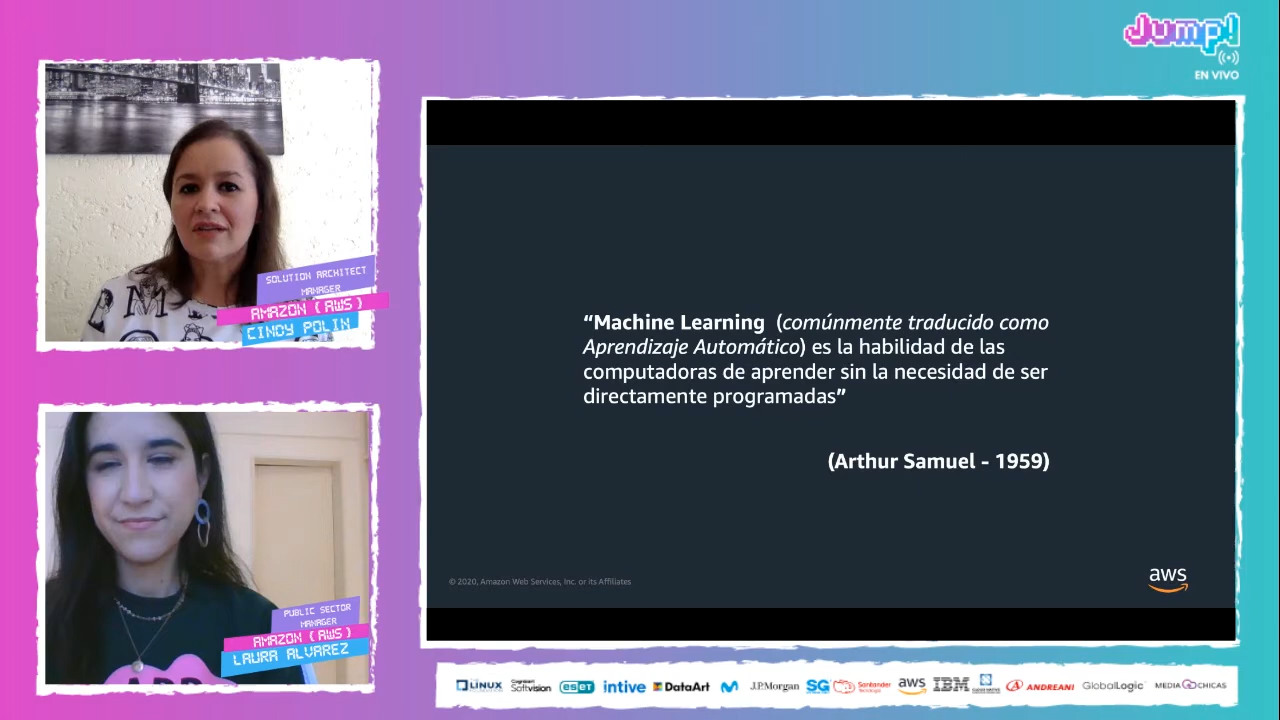 Jump!
EN VIVO
SOLUTION ARCHITECT
MANAGER
AMAZON (AWS)
CINDY POLIN
“Machine Learning (comúnmente traducido como
Aprendizaje Automático) es la habilidad de las
computadoras de aprender sin la necesidad de ser
directamente programadas”
(Arthur Samuel - 1959)
© 2020, Amazon Web Services, Inc. or its Affiliates
aws
PUBLIC SECTOR
MANAGER
AMAZON (AWS)
LAURA ALVAREZ
LINUX
Cognizant Softvision
eset
intive
DataArt
J.P.Morgan
SG
Santander
aws
IBM
ANDREANI
GlobalLogic
MEDIA CHICAS